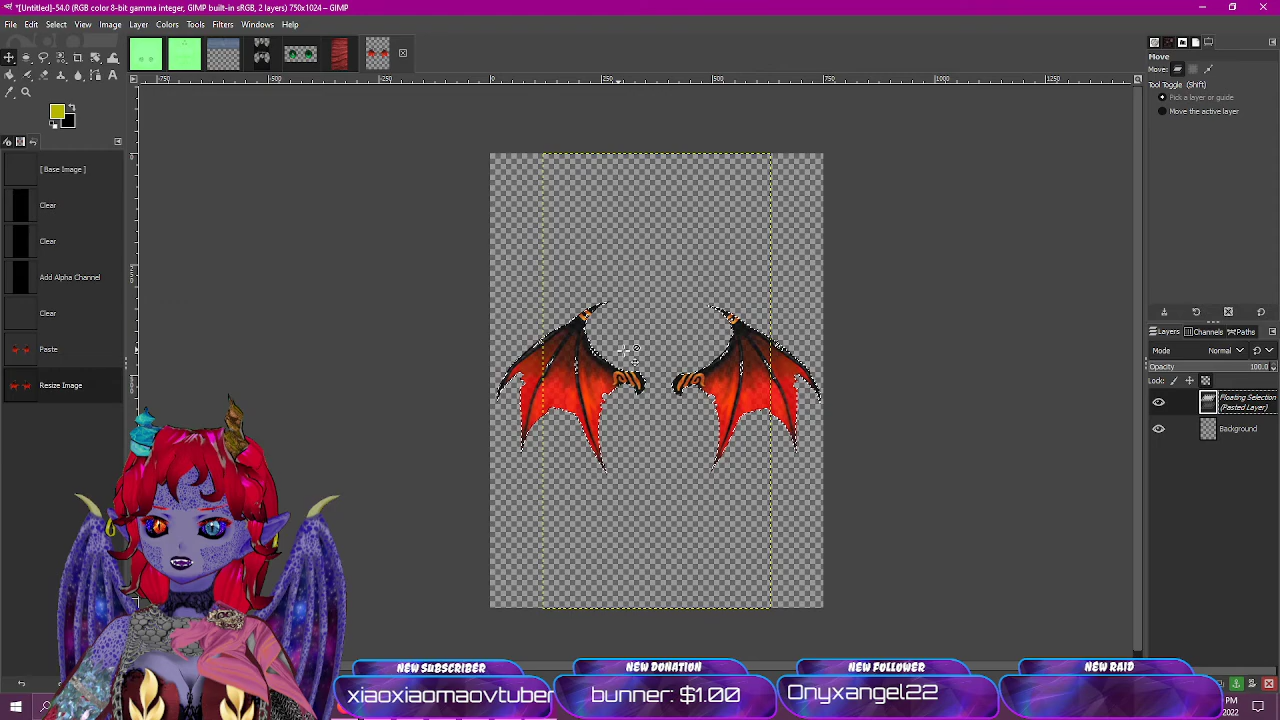 *[Untitled]-54.0 (RGB color 8-bit gamma integer, GIMP built-in sRGB, 2 layers) 750x1024 – GIMP
File Edit Select View Image Layer Colors Tools Filters Windows Help
Move
Move:
Tool Toggle (Shift)
Pick a layer or guide
Move the active layer
[Base Image]
Clear
Clear
Add Alpha Channel
Clear
Paste
Resize Image
Layers Channels Paths
Mode Normal
Opacity 100.0
Lock:
Floating Selection
(Pasted Layer)
Background
NEW SUBSCRIBER
xiaoxiaomaovtuber
NEW DONATION
bunner: $1.00
NEW FOLLOWER
Onyxangel22
NEW RAID
PM